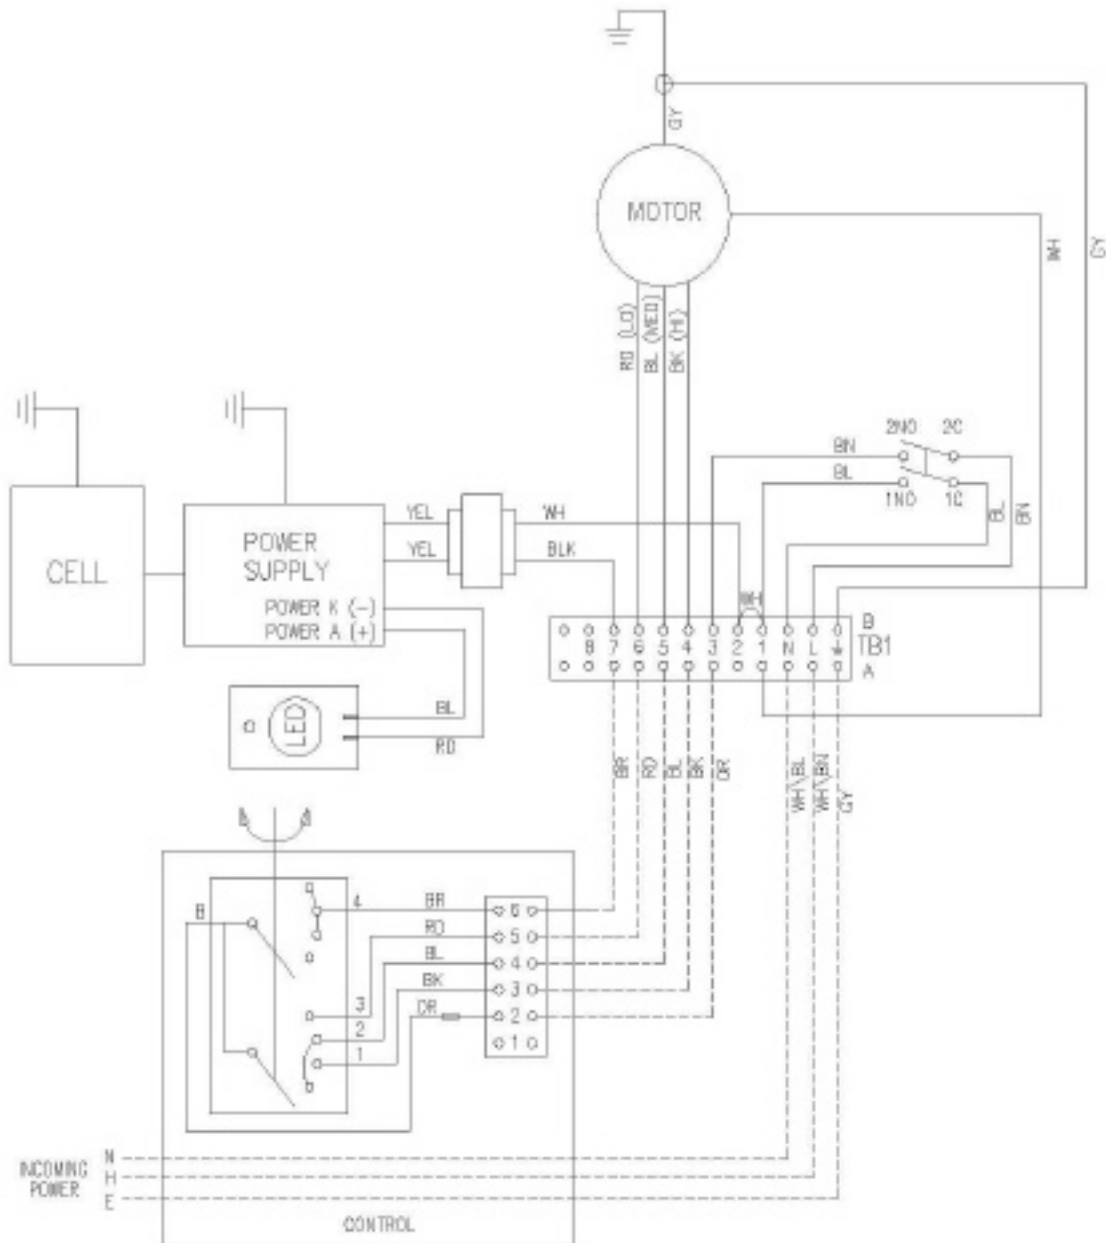 GY
MOTOR
WH
GY
RD (LO)
BL (MED)
BK (HI)
2NO 2C
BN
BL
1NO 1C
BL
BN
YEL
WH
YEL
BLK
CELL
POWER
SUPPLY
POWER K (-)
POWER A (+)
WH
B
8 7 6 5 4 3 2 1 N L
TB1
A
BL
LED
RD
BR
RD
BL
BK
OR
WH\BL
WH\BN
GY
B
4
BR
6
RD
5
BL
4
BK
3
3
OR
2
2
1
1
INCOMING
POWER
N
H
E
CONTROL